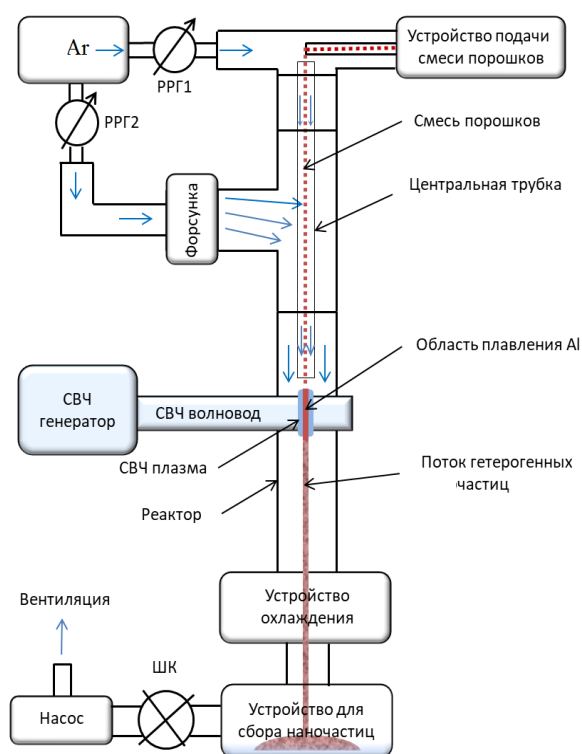 Ar
РРГ1
Устройство подачи
смеси порошков
РРГ2
Смесь порошков
Форсунка
Центральная трубка
Область плавления Al
СВЧ
генератор
СВЧ волновод
СВЧ плазма
Поток гетерогенных
частиц
Реактор
Устройство
охлаждения
Вентиляция
ШК
Насос
Устройство для
сбора наночастиц